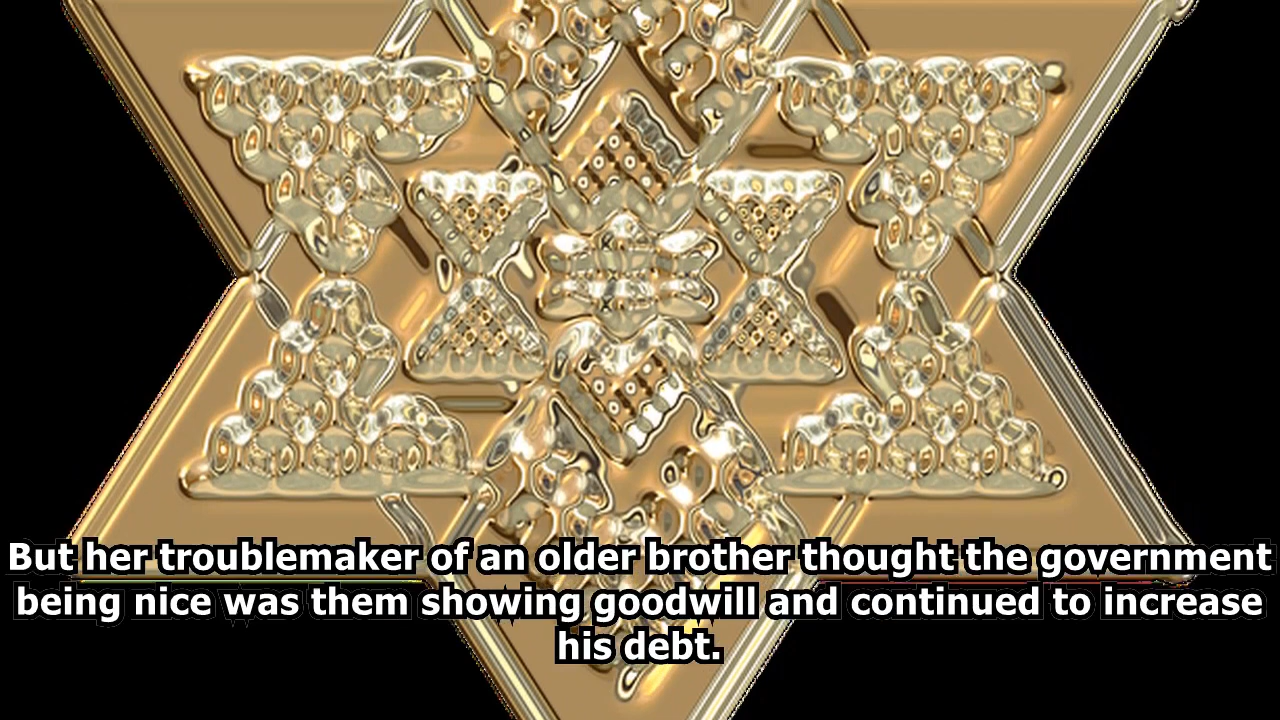 But her troublemaker of an older brother thought the government
being nice was them showing goodwill and continued to increase
his debt.